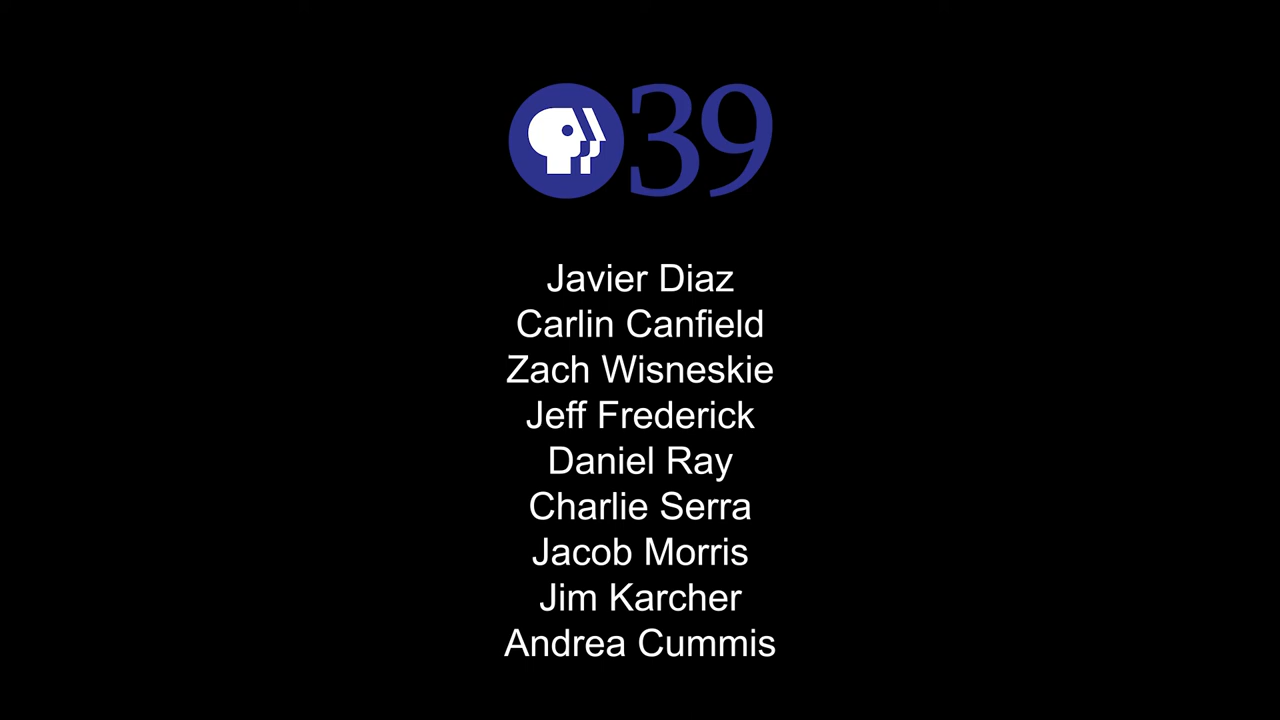 39
Javier Diaz
Carlin Canfield
Zach Wisneskie
Jeff Frederick
Daniel Ray
Charlie Serra
Jacob Morris
Jim Karcher
Andrea Cummis